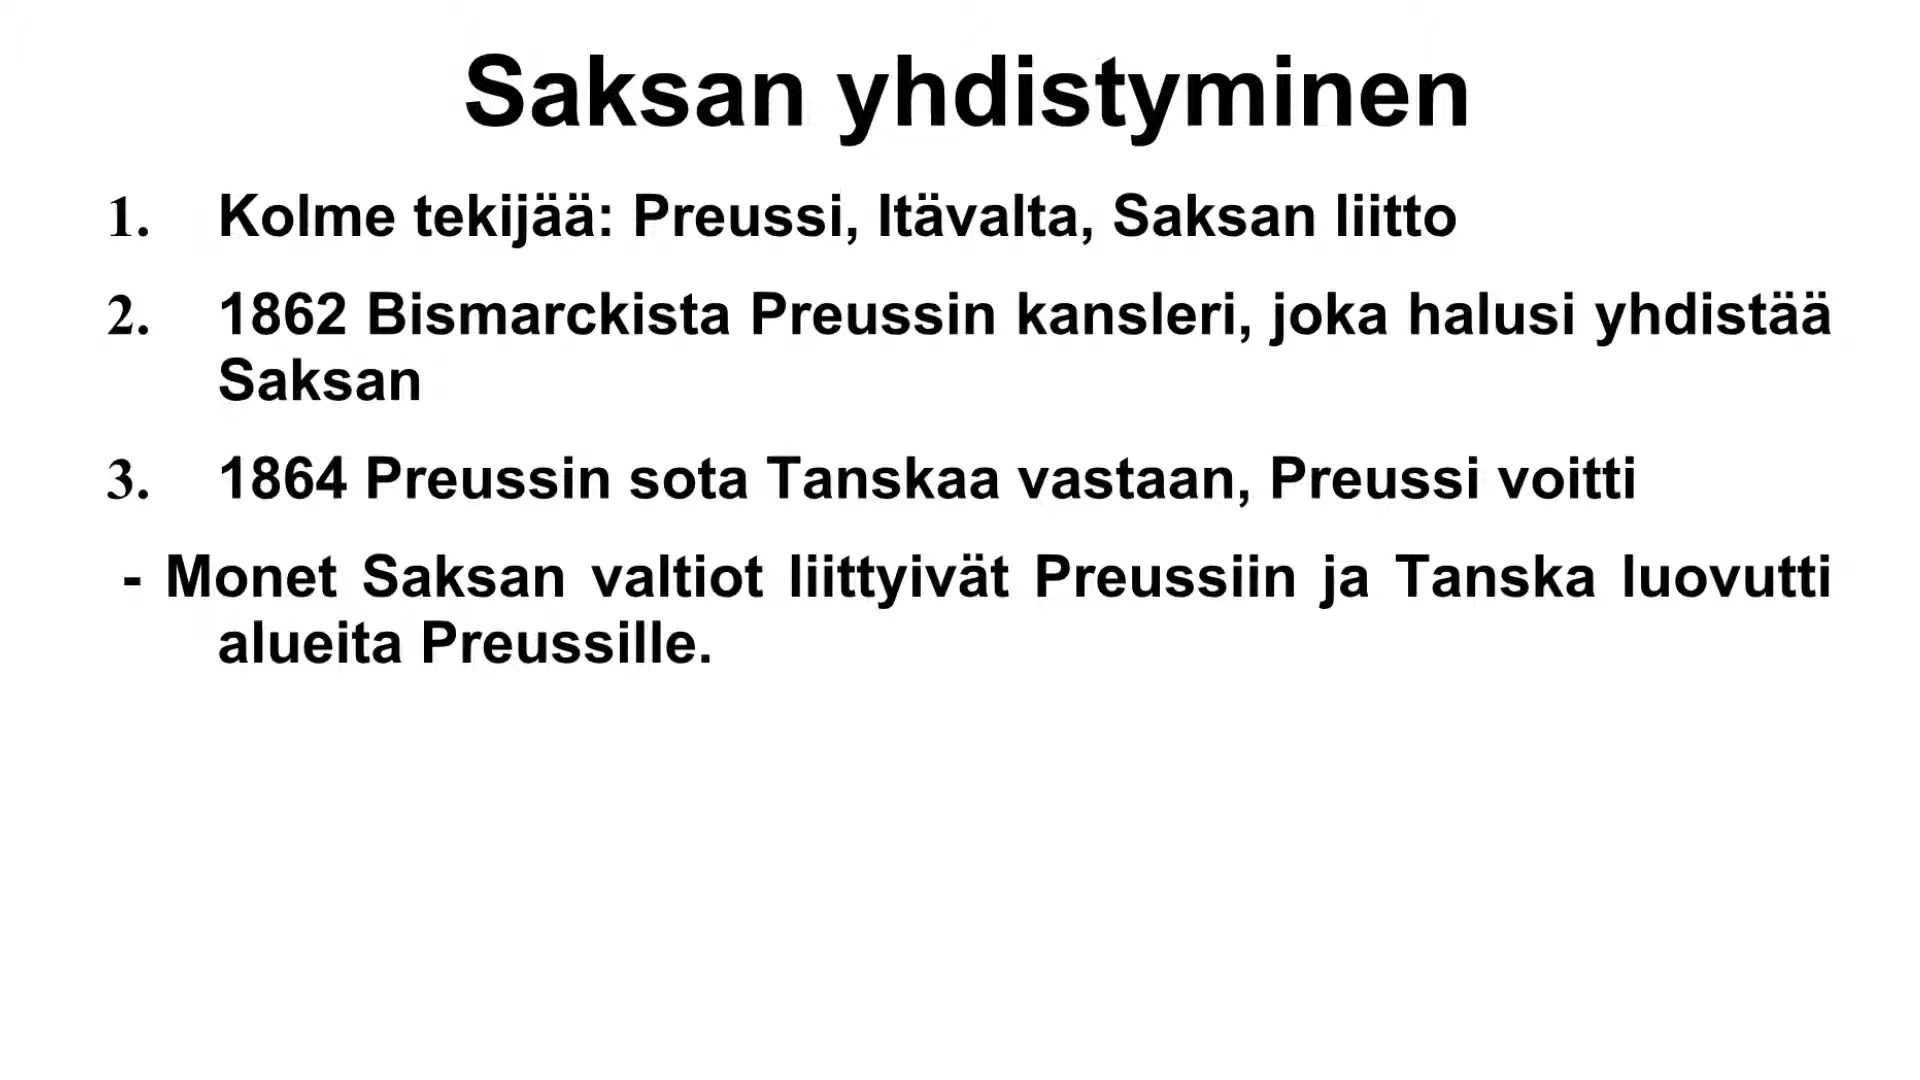 Saksan yhdistyminen
1. Kolme tekijää: Preussi, Itävalta, Saksan liitto
2. 1862 Bismarckista Preussin kansleri, joka halusi yhdistää
Saksan
3. 1864 Preussin sota Tanskaa vastaan, Preussi voitti
- Monet Saksan valtiot liittyivät Preussiin ja Tanska luovutti
alueita Preussille.